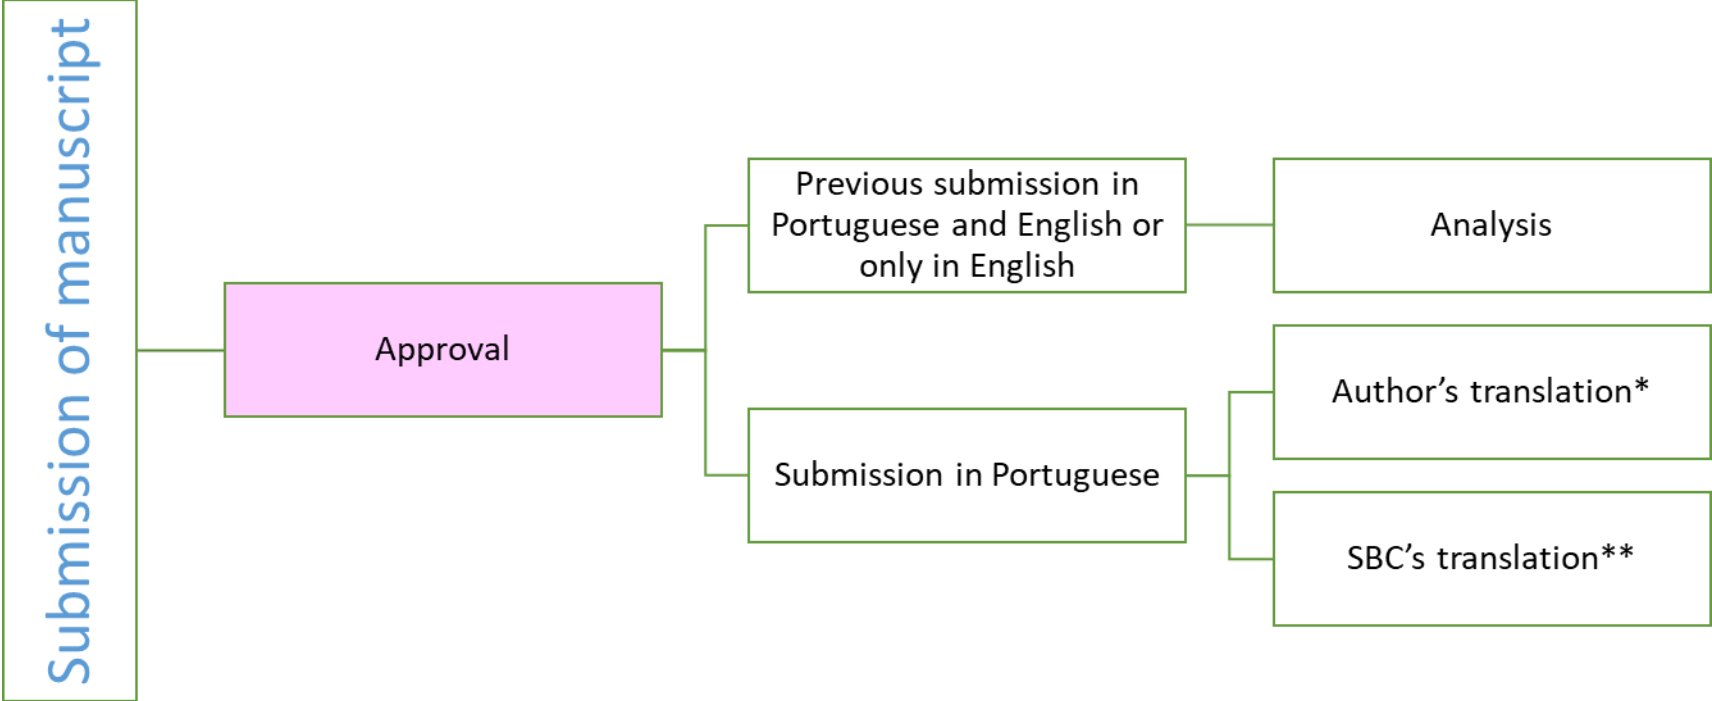 Submission of manuscript
Approval
Previous submission in
Portuguese and English or
only in English
Analysis
Submission in Portuguese
Author’s translation*
SBC’s translation**